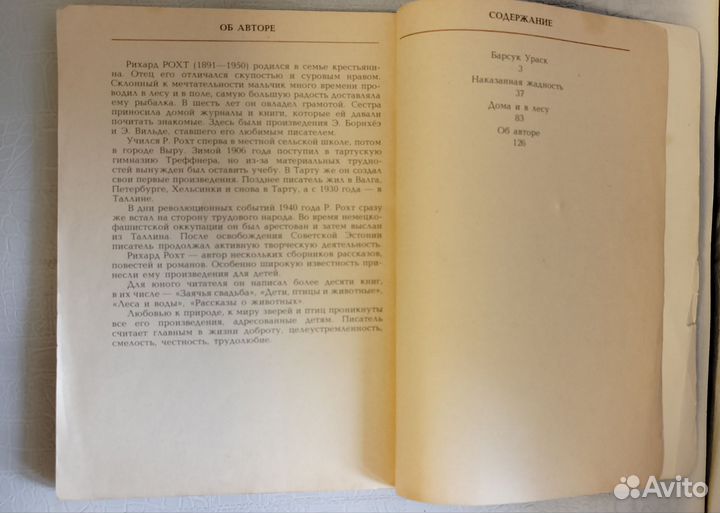 ОБ АВТОРЕ
Рихард РОХТ (1891—1950) родился в семье крестьяни-
на. Отец его отличался скупостью и суровым нравом.
Склонный к мечтательности мальчик много времени про-
водил в лесу и в поле, самую большую радость доставляла
ему рыбалка. В шесть лет он овладел грамотой. Сестра
приносила домой журналы и книги, которые ей давали
почитать знакомые. Здесь были произведения Э. Борнхёэ
и Э. Вильде, ставшего его любимым писателем.
Учился Р. Рохт сперва в местной сельской школе, потом
в городе Выру. Зимой 1906 года поступил в тартускую
гимназию Треффнера, но из-за материальных трудно-
стей вынужден был оставить учебу. В Тарту же он создал
свои первые произведения. Позднее писатель жил в Валга,
Петербурге, Хельсинки и снова в Тарту, а с 1930 года — в
Таллине.
В дни революционных событий 1940 года Р. Рохт сразу
же встал на сторону трудового народа. Во время немецко-
фашистской оккупации он был арестован и затем выслан
из Таллина. После освобождения Советской Эстонии
писатель продолжал активную творческую деятельность.
Рихард Рохт — автор нескольких сборников рассказов,
повестей и романов. Особенно широкую известность при-
несли ему произведения для детей.
Для юного читателя он написал более десяти книг,
в их числе — «Заячья свадьба», «Дети, птицы и животные»,
«Леса и воды», «Рассказы о животных».
Любовью к природе, к миру зверей и птиц проникнуты
все его произведения, адресованные детям. Писатель
считает главным в жизни доброту, целеустремленность,
смелость, честность, трудолюбие.
СОДЕРЖАНИЕ
Барсук Ураск
3
Наказанная жадность
37
Дома и в лесу
83
Об авторе
126
Avito